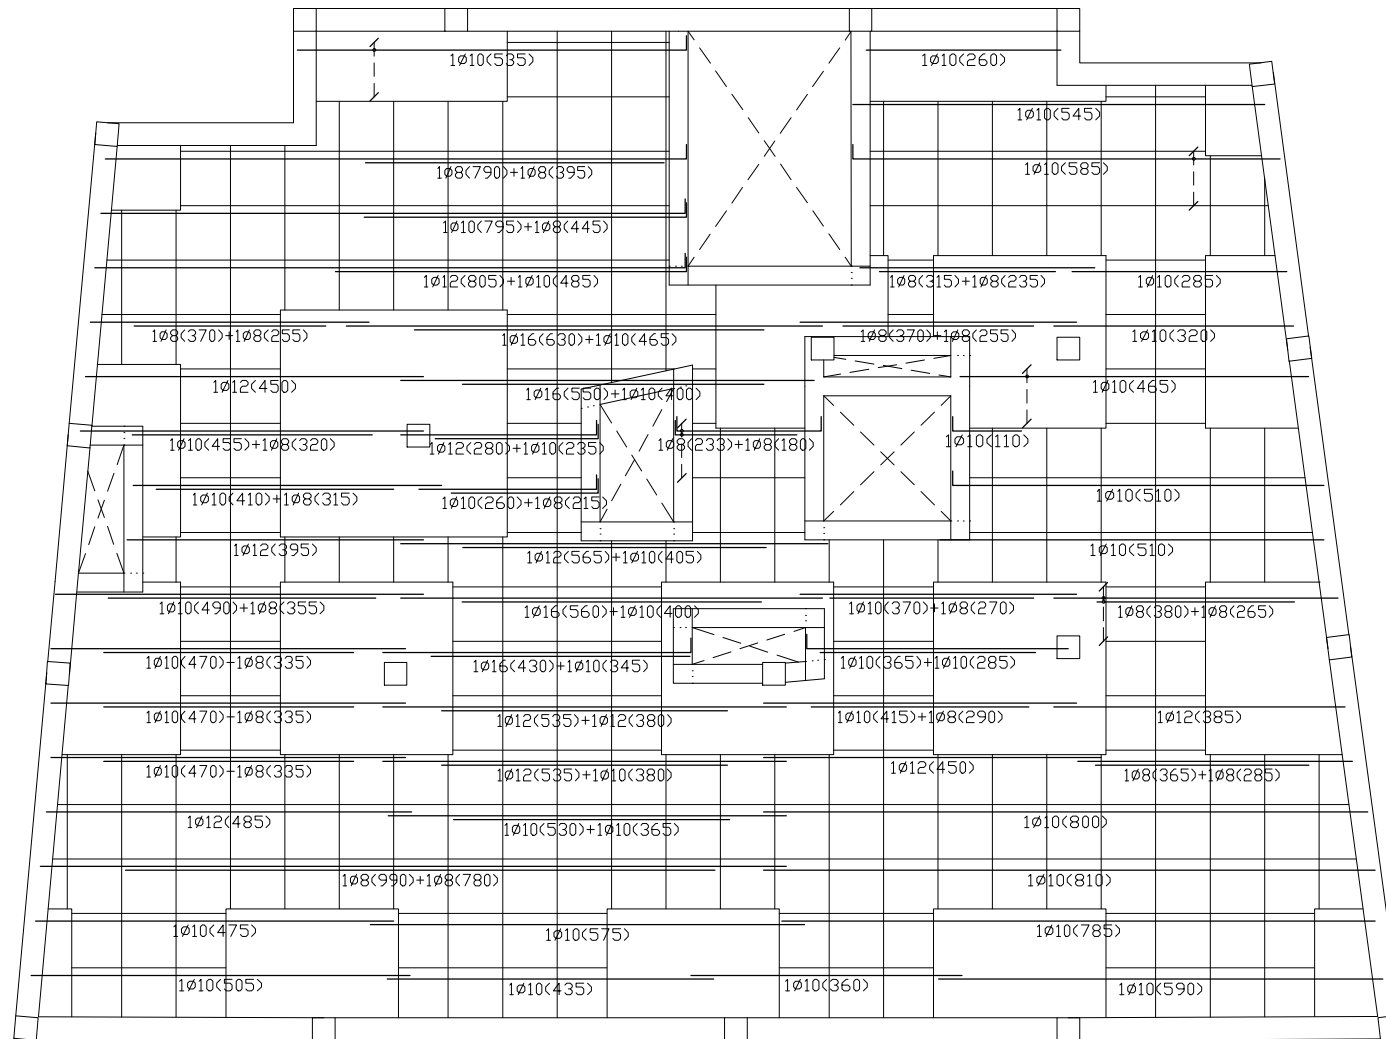 1ø10(535)
1ø10(260)
1ø10(545)
1ø8(790)+1ø8(395)
1ø10(585)
1ø10(795)+1ø8(445)
1ø12(805)+1ø10(485)
1ø8(315)+1ø8(235)
1ø10(285)
1ø8(370)+1ø8(255)
1ø16(630)+1ø10(465)
1ø8(370)+1ø8(255)
1ø10(320)
1ø12(450)
1ø16(550)+1ø10(400)
1ø10(465)
1ø10(455)+1ø8(320)
1ø12(280)+1ø10(235)
1ø8(233)+1ø8(180)
1ø10(110)
1ø10(410)+1ø8(315)
1ø10(260)+1ø8(215)
1ø10(510)
1ø12(395)
1ø12(565)+1ø10(405)
1ø10(510)
1ø10(490)+1ø8(355)
1ø16(560)+1ø10(400)
1ø10(370)+1ø8(270)
1ø8(380)+1ø8(265)
1ø10(470)-1ø8(335)
1ø16(430)+1ø10(345)
1ø10(365)+1ø10(285)
1ø10(470)-1ø8(335)
1ø12(535)+1ø12(380)
1ø10(415)+1ø8(290)
1ø12(385)
1ø10(470)-1ø8(335)
1ø12(535)+1ø10(380)
1ø12(450)
1ø8(365)+1ø8(285)
1ø12(485)
1ø10(530)+1ø10(365)
1ø10(800)
1ø8(990)+1ø8(780)
1ø10(810)
1ø10(475)
1ø10(575)
1ø10(785)
1ø10(505)
1ø10(435)
1ø10(360)
1ø10(590)